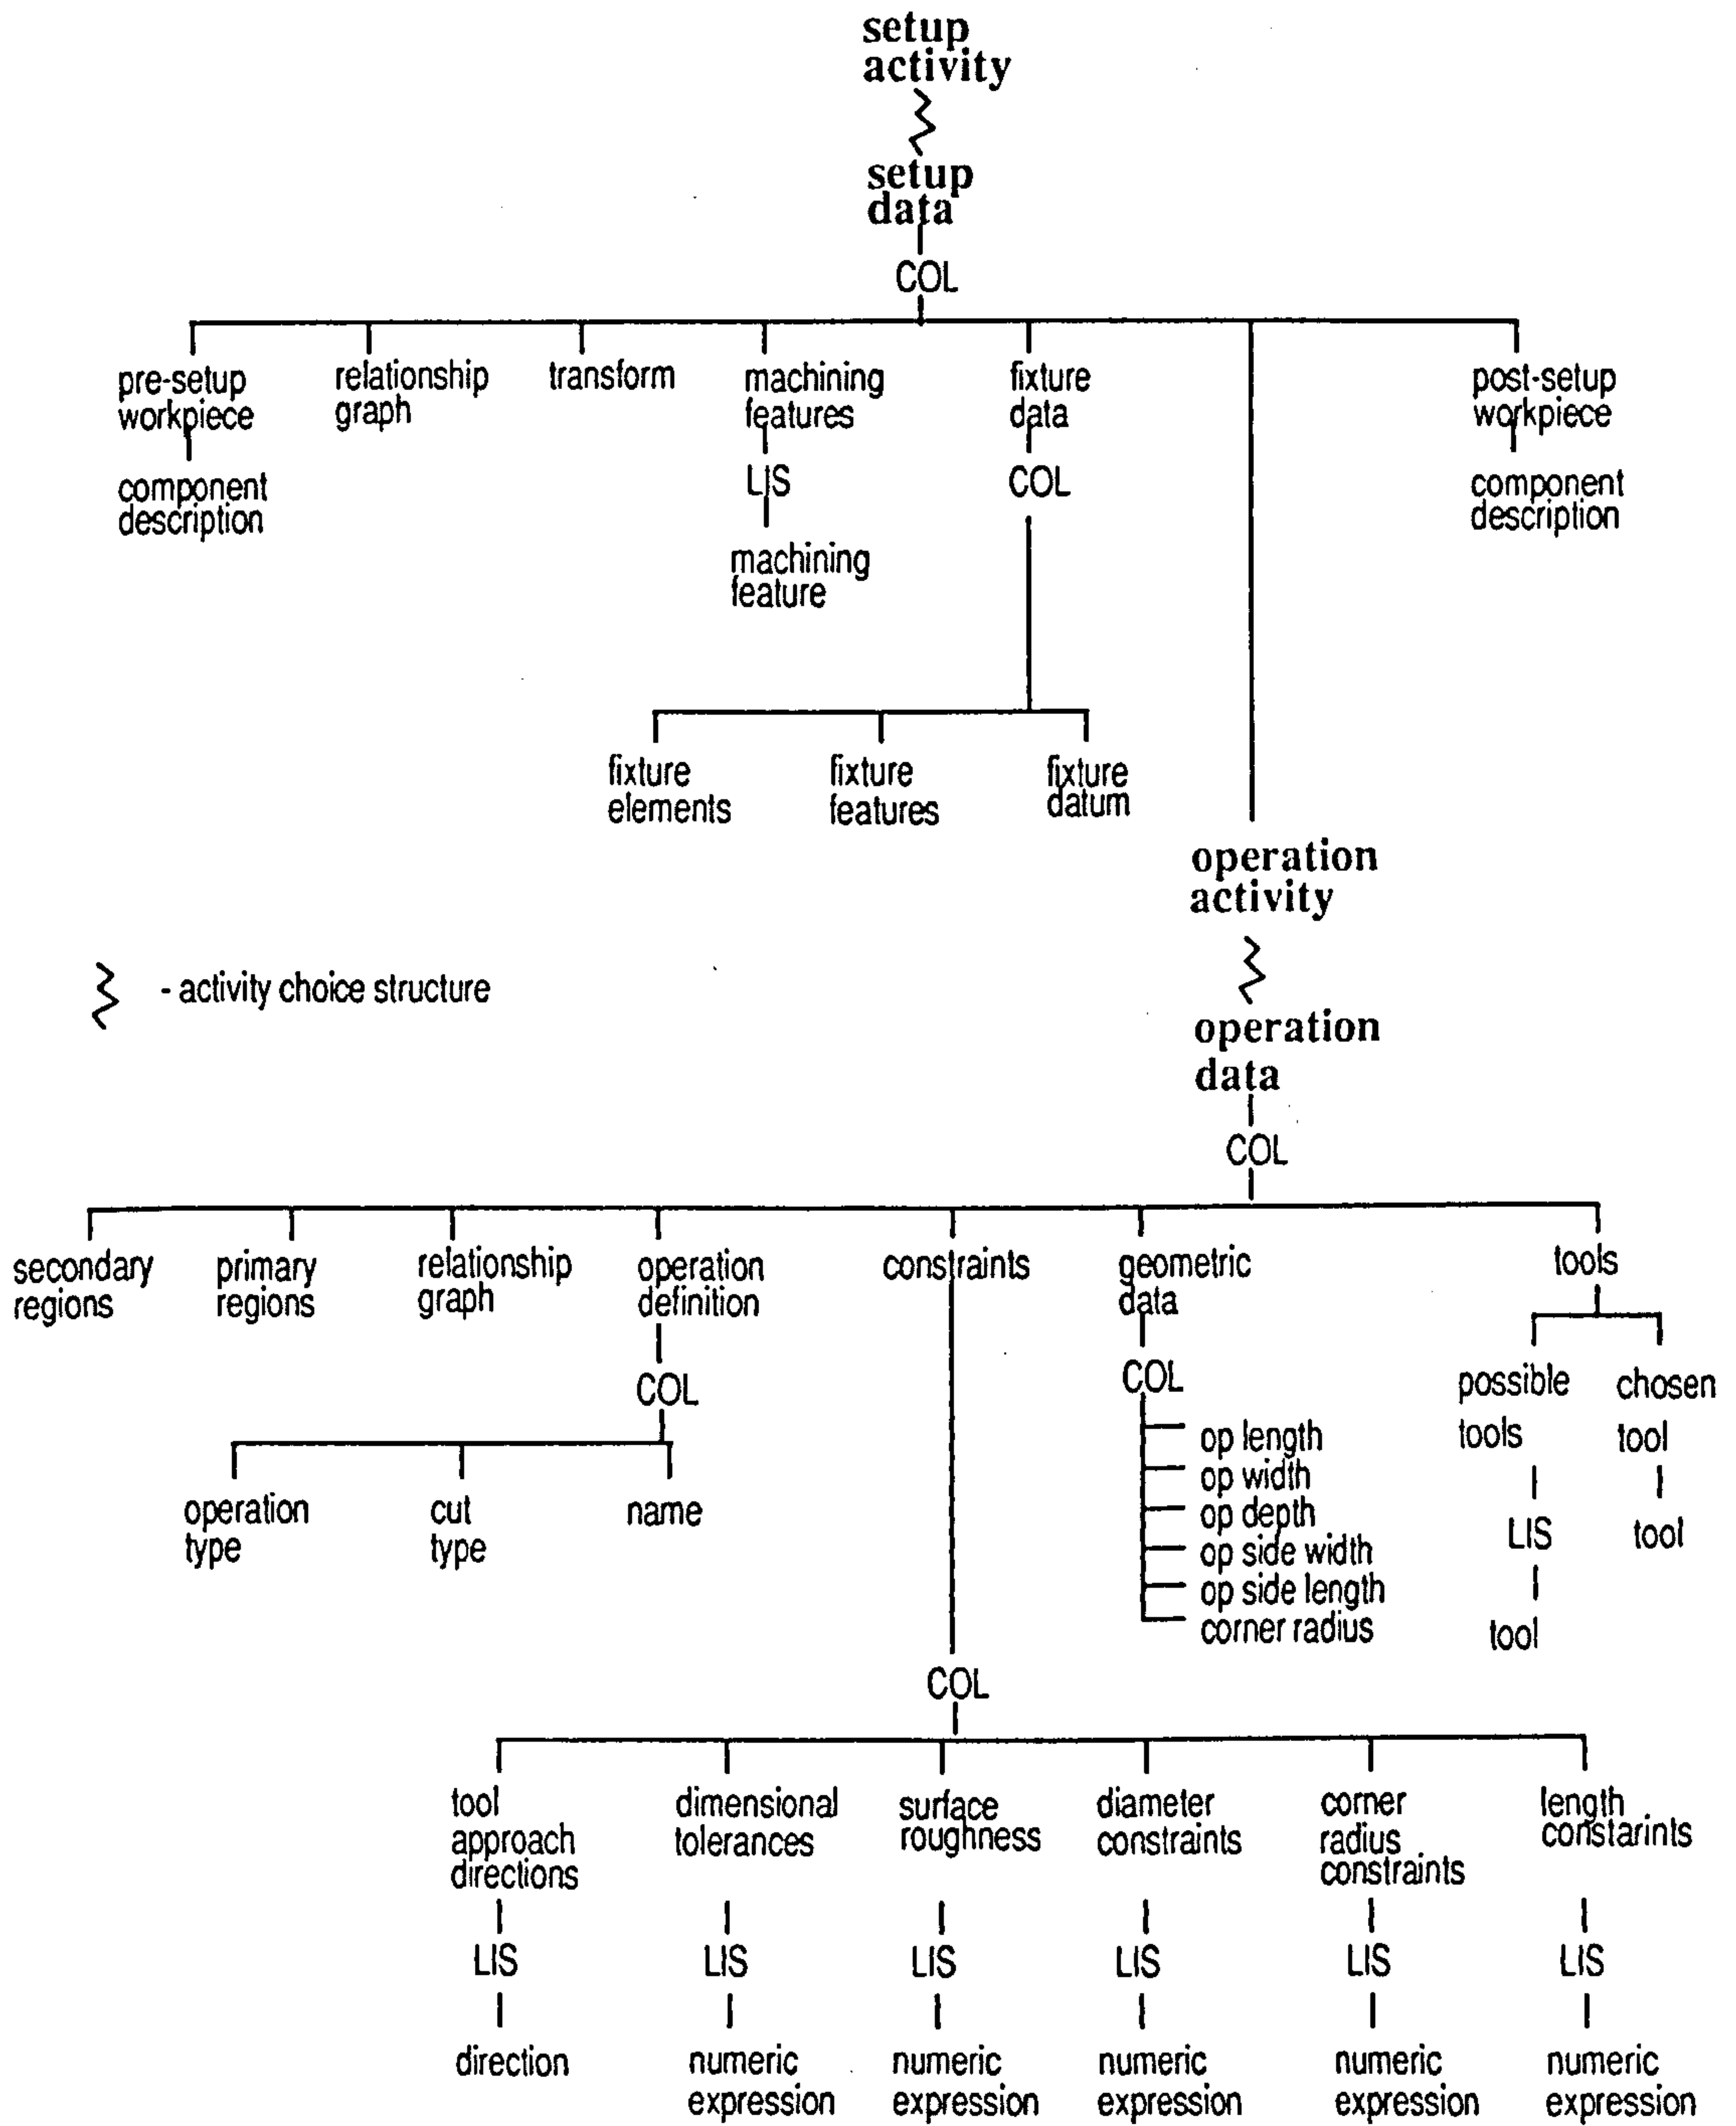 setup
activity
setup
data
COL
pre-setup
workpiece
component
description
relationship
graph
transform
machining
features
LIS
machining
feature
fixture
data
COL
post-setup
workpiece
component
description
fixture
elements
fixture
features
fixture
datum
operation
activity
- activity choice structure
operation
data
COL
secondary
regions
primary
regions
relationship
graph
operation
definition
COL
operation
type
cut
type
name
constraints
geometric
data
COL
op length
op width
op depth
op side width
op side length
corner radius
tools
possible
tools
LIS
tool
chosen
tool
tool
COL
tool
approach
directions
LIS
direction
dimensional
tolerances
LIS
numeric
expression
surface
roughness
LIS
numeric
expression
diameter
constraints
LIS
numeric
expression
corner
radius
constraints
LIS
numeric
expression
length
constarints
LIS
numeric
expression